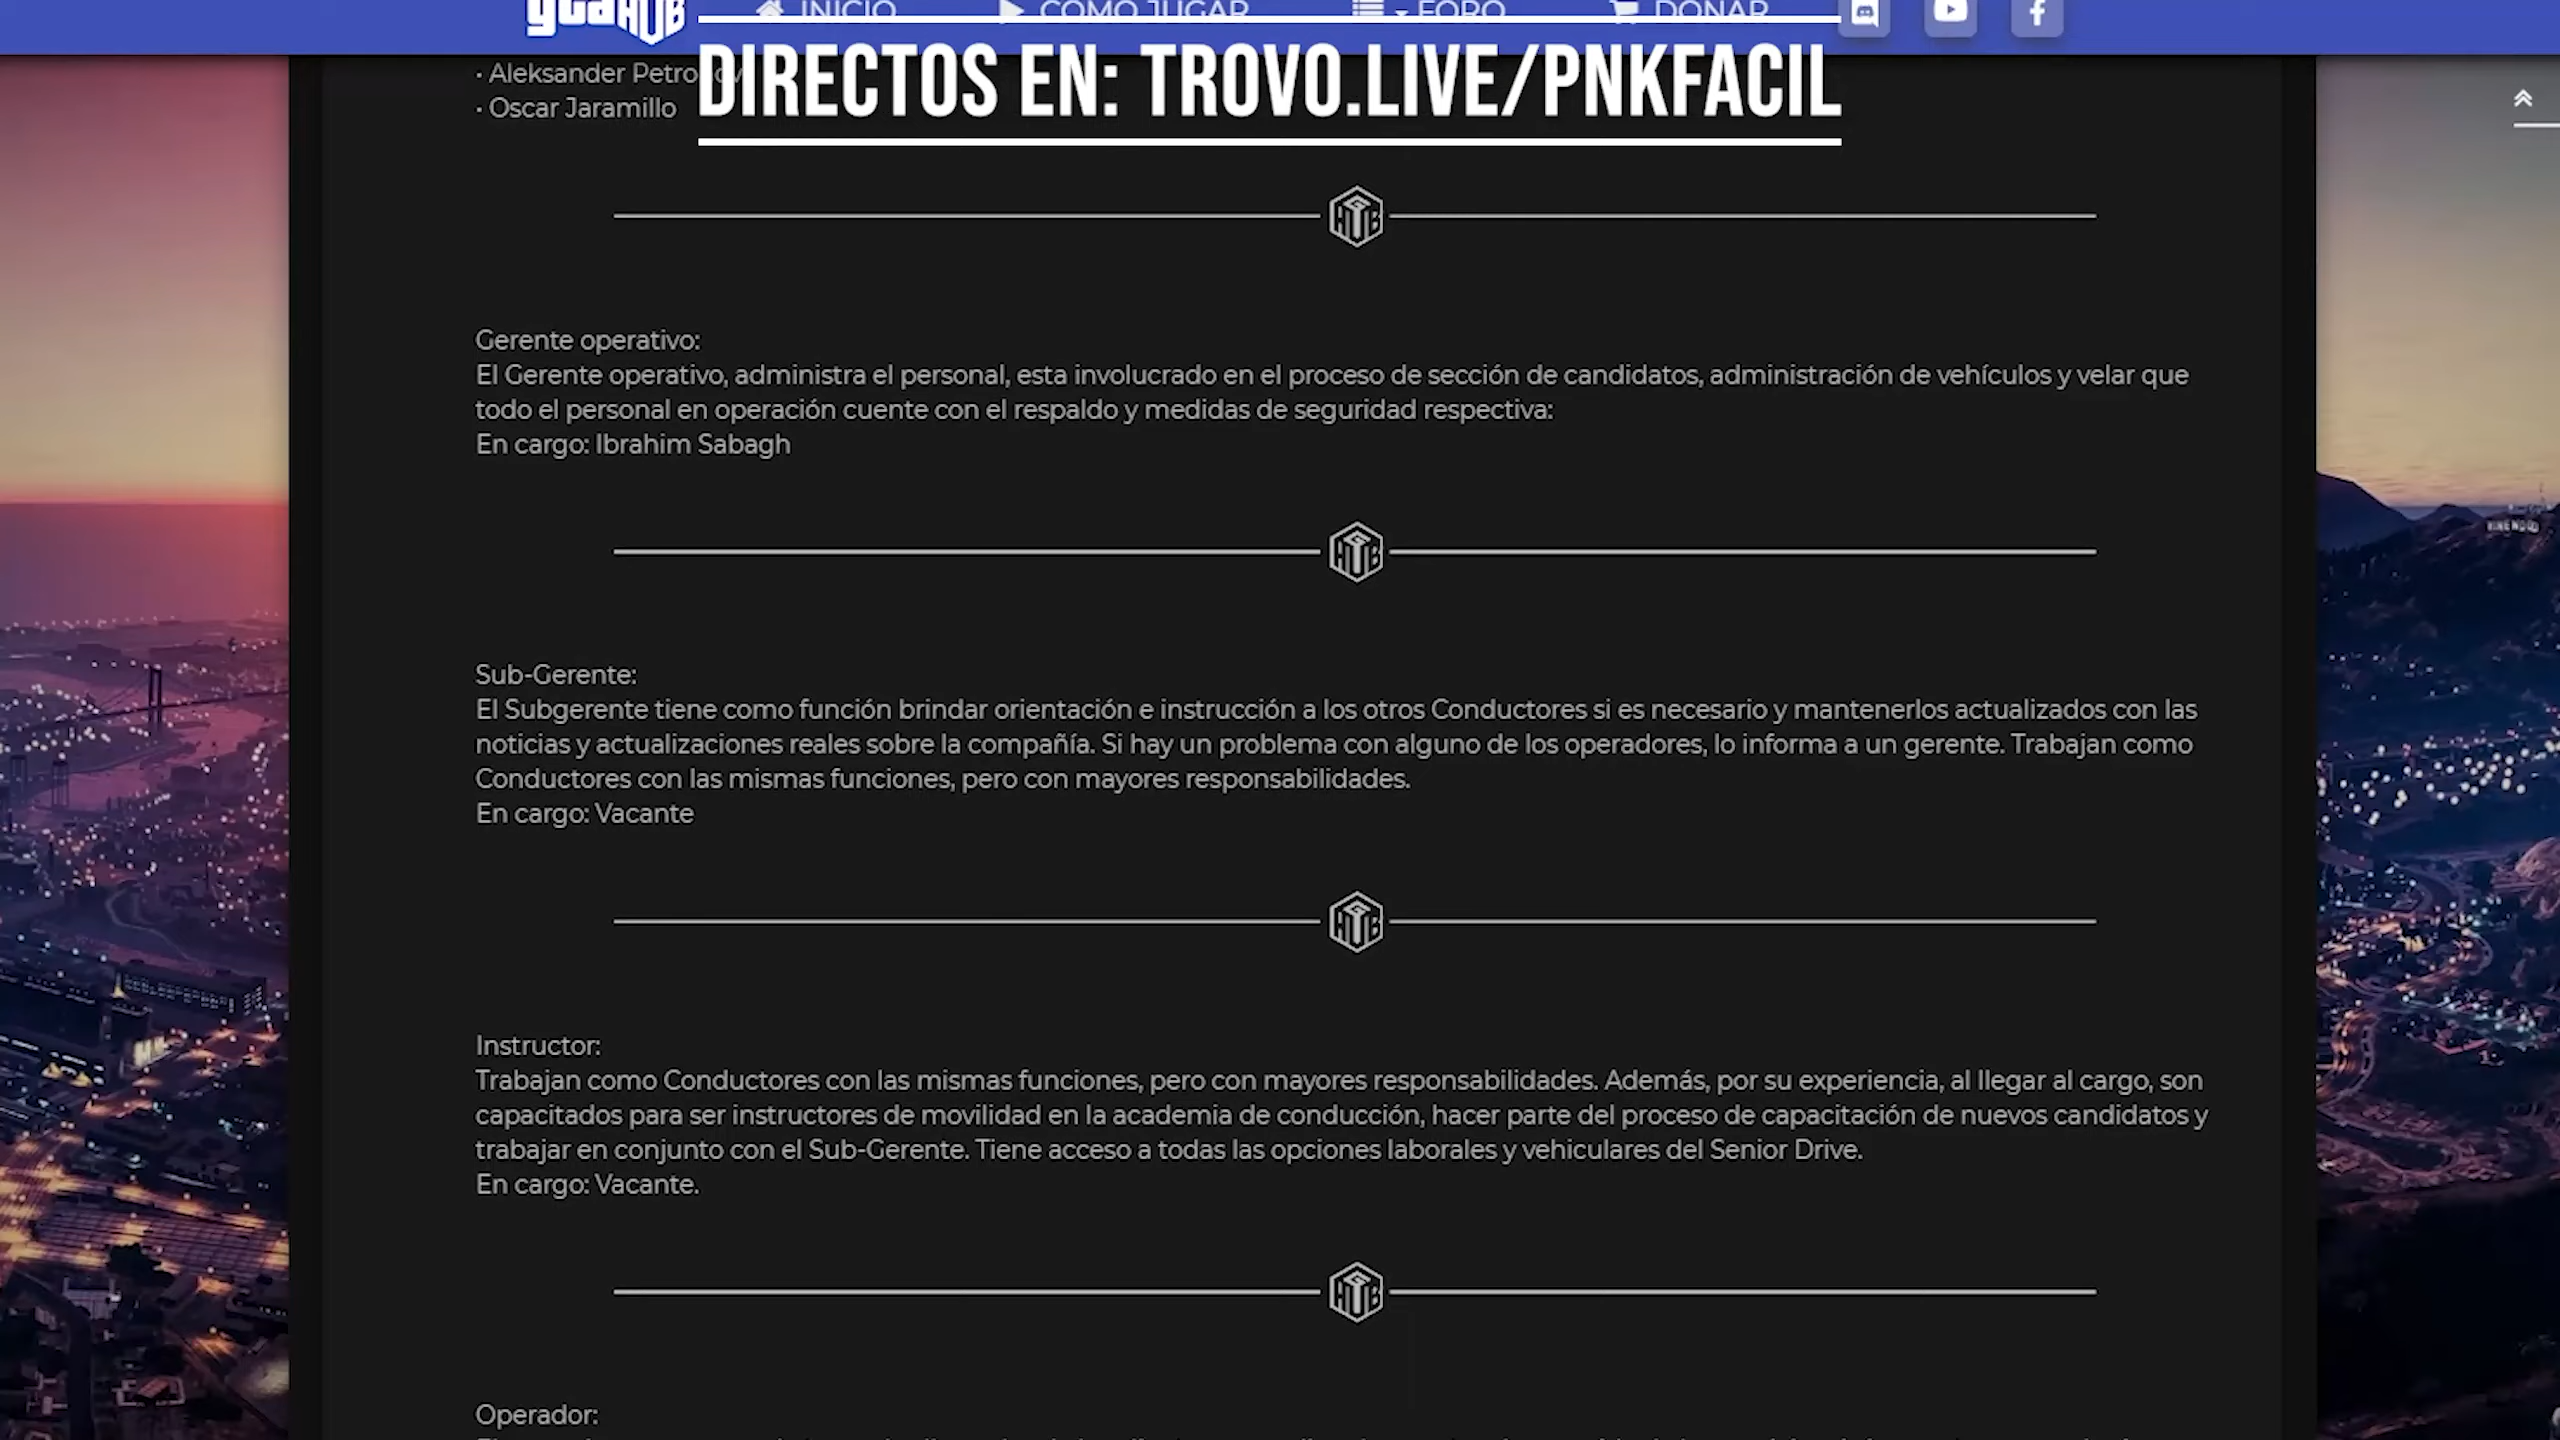 gtaHUB INICIO COMO JUGAR FORO DONAR
DIRECTOS EN: TROVO.LIVE/PNKFACIL
• Aleksander
• Oscar Jaramillo
Gerente operativo:
El Gerente operativo, administra el personal, esta involucrado en el proceso de sección de candidatos, administración de vehículos y velar que
todo el personal en operación cuente con el respaldo y medidas de seguridad respectiva:
En cargo: Ibrahim Sabagh
VINEWOOD
Sub-Gerente:
El Subgerente tiene como función brindar orientación e instrucción a los otros Conductores si es necesario y mantenerlos actualizados con las
noticias y actualizaciones reales sobre la compañía. Si hay un problema con alguno de los operadores, lo informa a un gerente. Trabajan como
Conductores con las mismas funciones, pero con mayores responsabilidades.
En cargo: Vacante
Instructor:
Trabajan como Conductores con las mismas funciones, pero con mayores responsabilidades. Además, por su experiencia, al llegar al cargo, son
capacitados para ser instructores de movilidad en la academia de conducción, hacer parte del proceso de capacitación de nuevos candidatos y
trabajar en conjunto con el Sub-Gerente. Tiene acceso a todas las opciones laborales y vehiculares del Senior Drive.
En cargo: Vacante.
Operador: